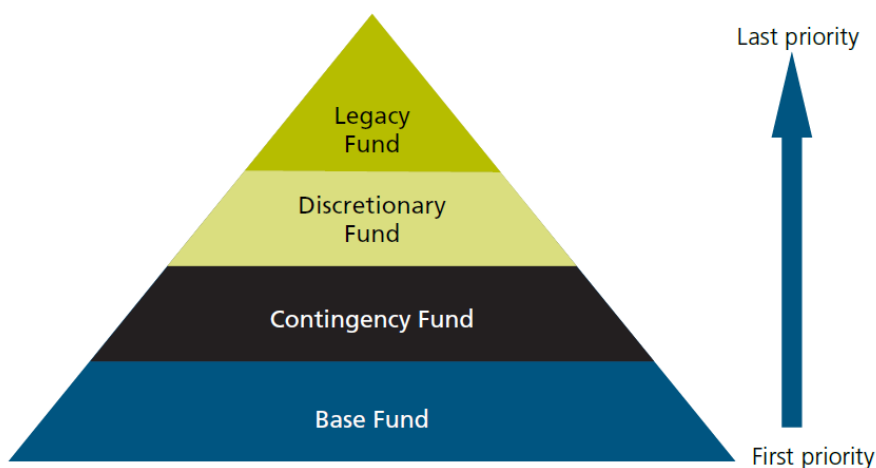 Last priority
Legacy
Fund
Discretionary
Fund
Contingency Fund
Base Fund
First priority